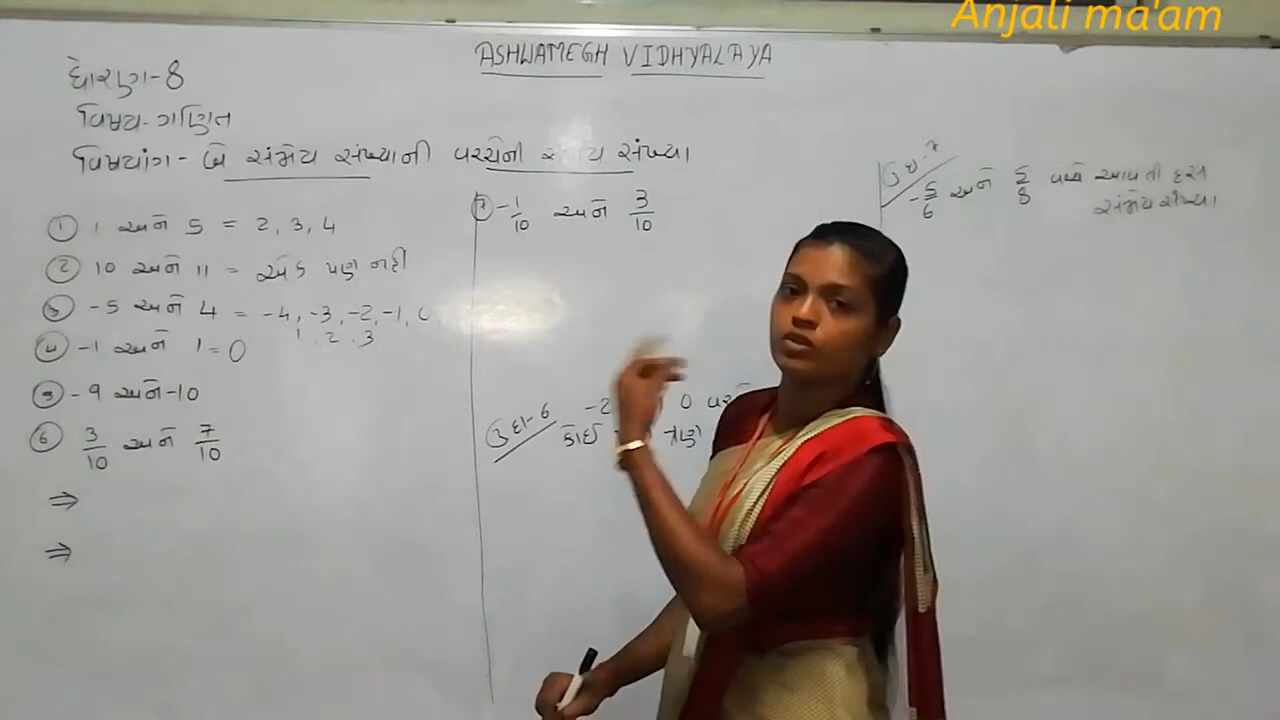 Anjali ma'am
ASHWAMEGH VIDHYALAYA
ધોરણ-8
વિષય-ગણિત
વિષયાંગ - બે સંમેય સંખ્યાની વચ્ચેની સંખ્યા
① 1 અને 5 = 2, 3, 4
② 10 અને 11 = એક પણ નહી
③ -5 અને 4 = -4, -3, -2, -1, 0,
1, 2, 3
④ -1 અને 1 = 0
⑤ -9 અને -10
⑥ 3/10 અને 7/10
⇒
⇒
⑦ -1/10 અને 3/10
ઉદા-6 -2 0
કોઈ ત્રણ
ઉદા-7
-5/6 અને 5/8 વચ્ચે આવતી દસ
સંમેય સંખ્યા